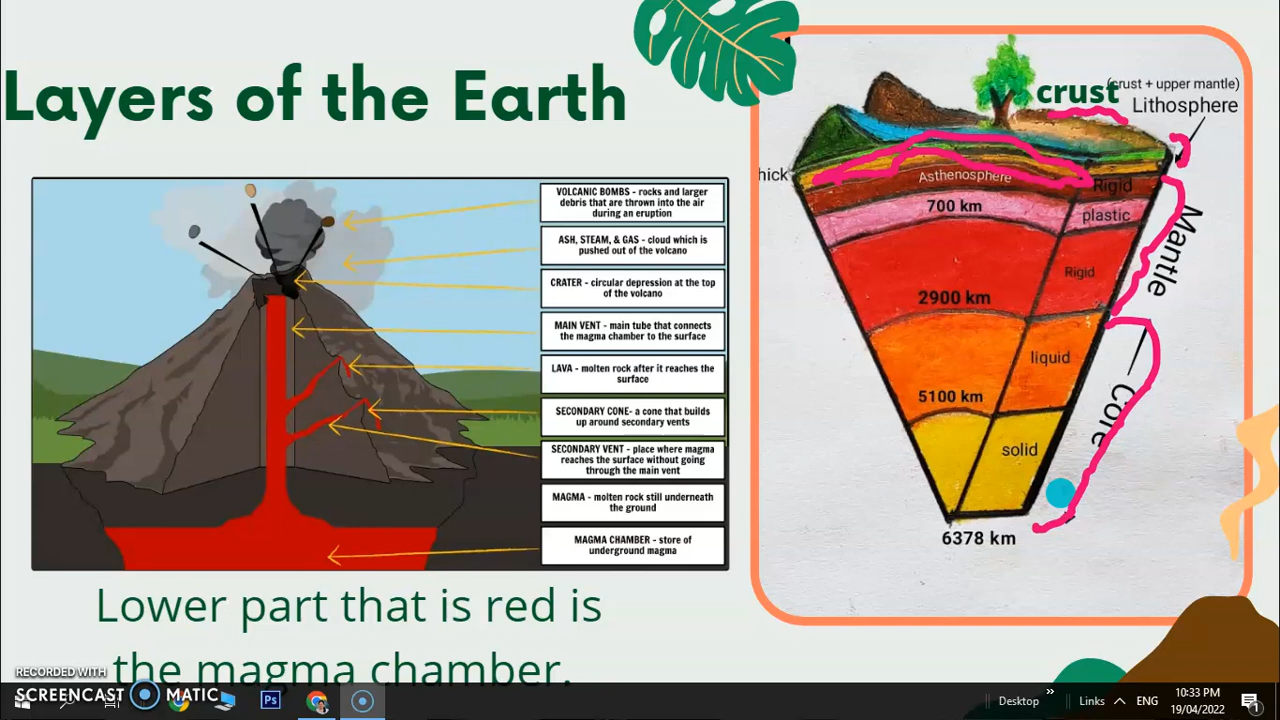 Layers of the Earth
VOLCANIC BOMBS - rocks and larger
debris that are thrown into the air
during an eruption
ASH, STEAM, & GAS - cloud which is
pushed out of the volcano
CRATER - circular depression at the top
of the volcano
MAIN VENT - main tube that connects
the magma chamber to the surface
LAVA - molten rock after it reaches the
surface
SECONDARY CONE- a cone that builds
up around secondary vents
SECONDARY VENT - place where magma
reaches the surface without going
through the main vent
MAGMA - molten rock still underneath
the ground
MAGMA CHAMBER - store of
underground magma
Lower part that is red is
the magma chamber.
crust
(crust + upper mantle)
Lithosphere
hick
Asthenosphere
Rigid
700 km
plastic
Mantle
Rigid
2900 km
liquid
Core
5100 km
solid
6378 km
RECORDED WITH
SCREENCAST MATIC
Ps
Desktop
Links
ENG
10:33 PM
19/04/2022
1